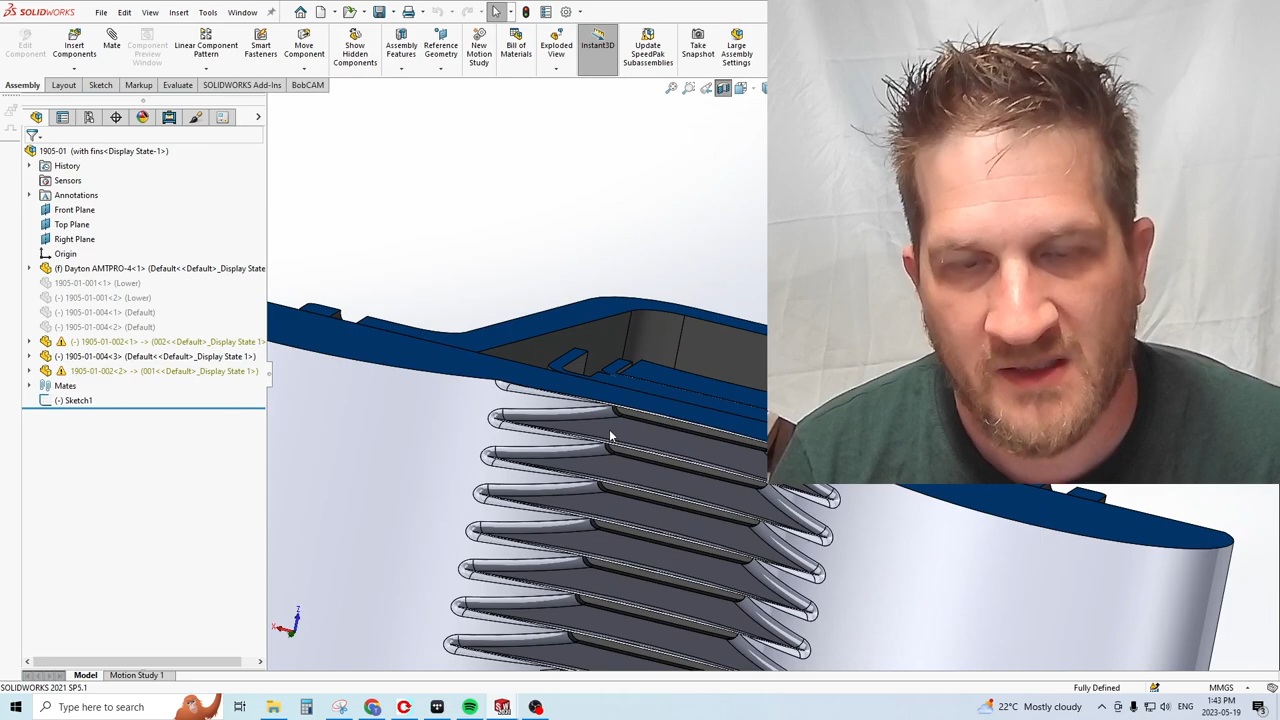 SOLIDWORKS File Edit View Insert Tools Window
Edit Component
Insert Components
Mate
Component Preview Window
Linear Component Pattern
Smart Fasteners
Move Component
Show Hidden Components
Assembly Features
Reference Geometry
New Motion Study
Bill of Materials
Exploded View
Instant3D
Update SpeedPak Subassemblies
Take Snapshot
Large Assembly Settings
Assembly Layout Sketch Markup Evaluate SOLIDWORKS Add-Ins BobCAM
1905-01 (with fins<Display State-1>)
History
Sensors
Annotations
Front Plane
Top Plane
Right Plane
Origin
(f) Dayton AMTPRO-4<1> (Default<<Default>_Display State
1905-01-001<1> (Lower)
(-) 1905-01-001<2> (Lower)
(-) 1905-01-004<1> (Default)
(-) 1905-01-004<2> (Default)
(-) 1905-01-002<1> -> (002<<Default>_Display State 1>)
(-) 1905-01-004<3> (Default<<Default>_Display State 1>)
1905-01-002<2> -> (001<<Default>_Display State 1>)
Mates
(-) Sketch1
Z
X
Model Motion Study 1
SOLIDWORKS 2021 SP5.1 Fully Defined MMGS
Type here to search
22°C Mostly cloudy
ENG
1:43 PM
2023-05-19
3